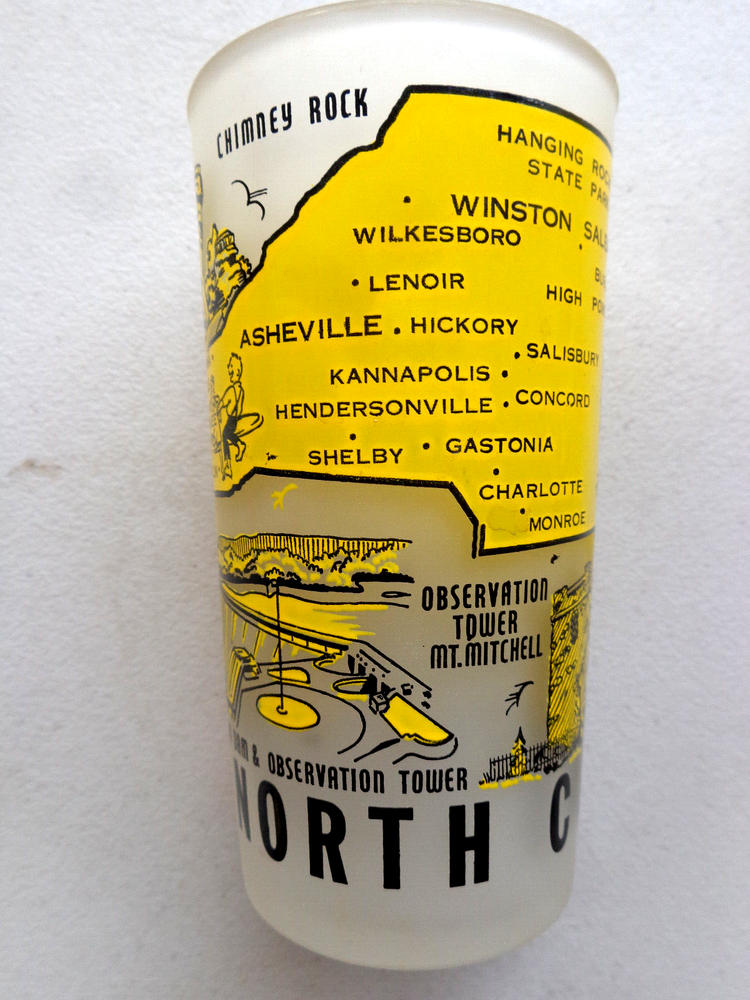 CHIMNEY ROCK
HANGING
STATE
WINSTON
WILKESBORO
LENOIR
HIGH
ASHEVILLE
HICKORY
SALISBURY
KANNAPOLIS
HENDERSONVILLE
CONCORD
SHELBY
GASTONIA
CHARLOTTE
MONROE
OBSERVATION
TOWER
MT. MITCHELL
& OBSERVATION TOWER
NORTH C